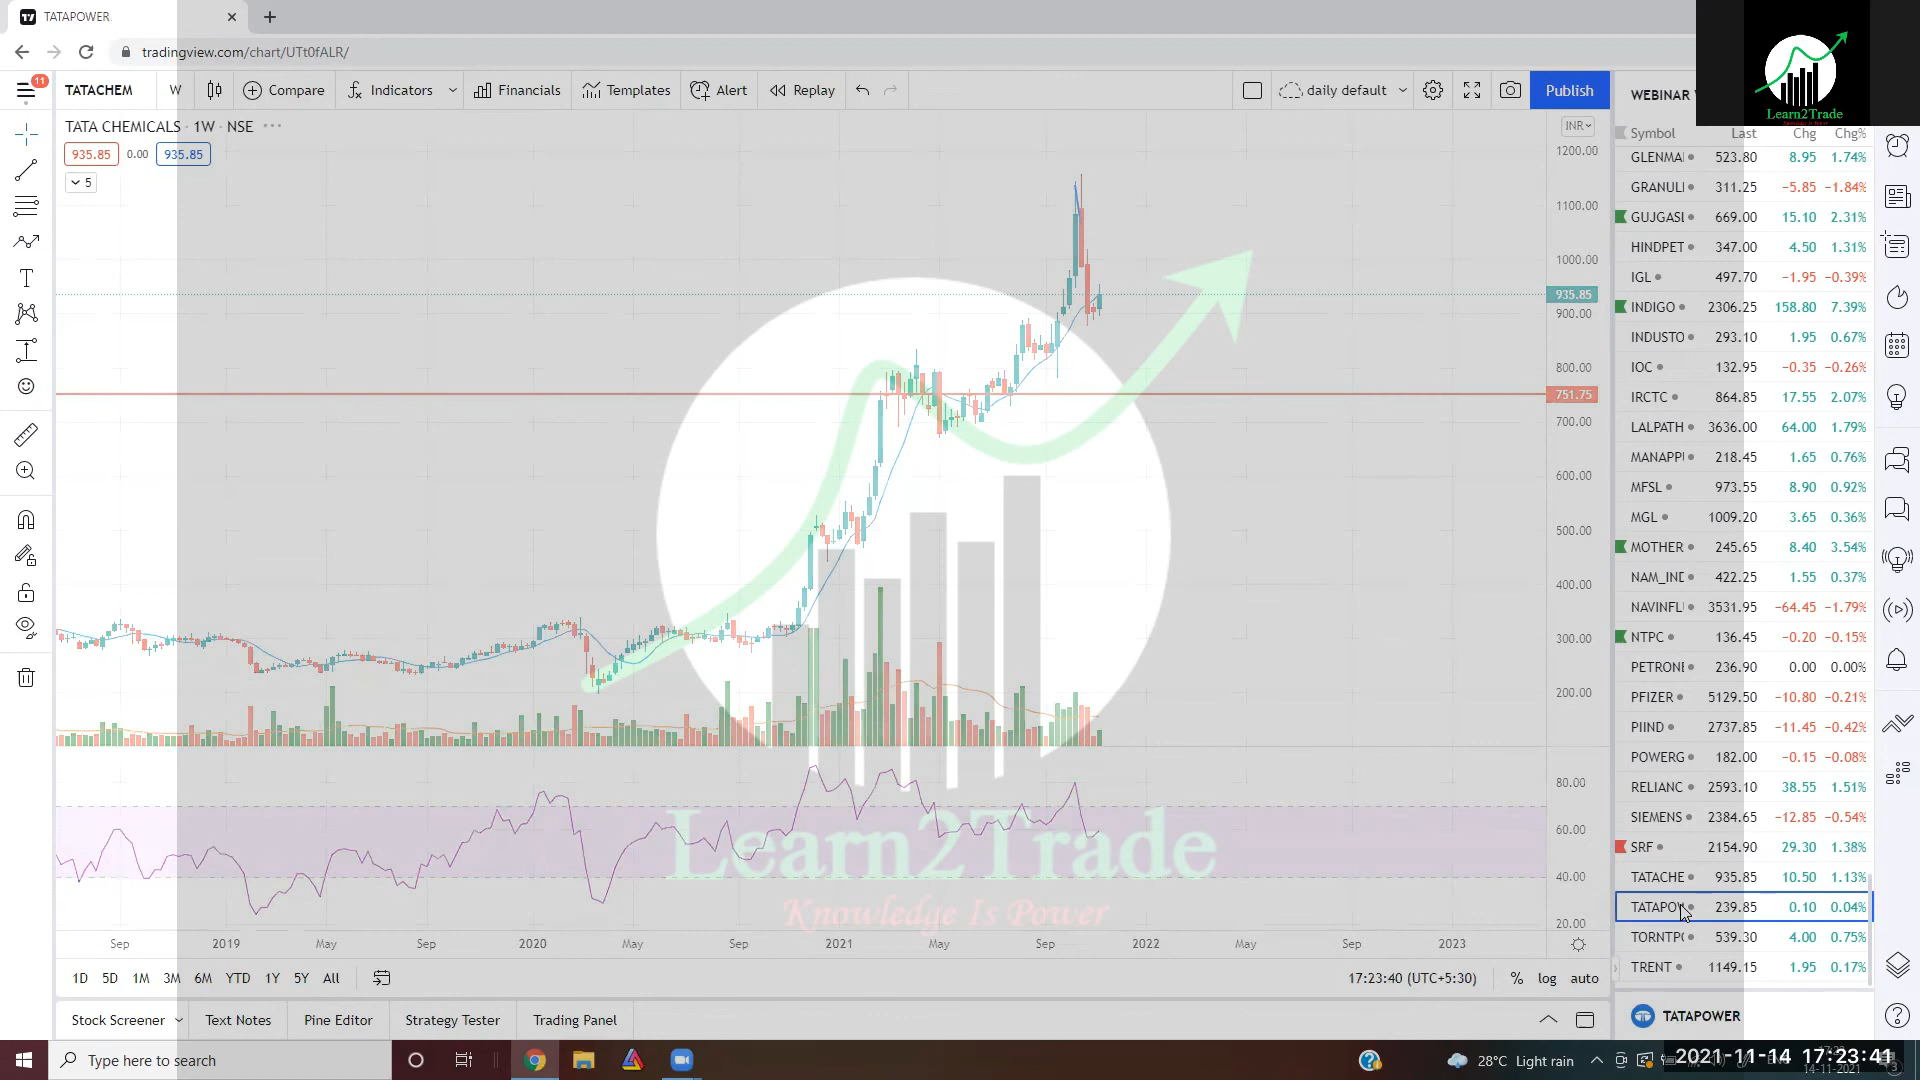 TATAPOWER
tradingview.com/chart/UTt0fALR/
11
TATACHEM W Compare Indicators Financials Templates Alert Replay daily default Publish
TATA CHEMICALS · 1W · NSE
935.85 0.00 935.85
5
INR
1200.00
1100.00
1000.00
935.85
900.00
800.00
751.75
700.00
600.00
500.00
400.00
300.00
200.00
80.00
60.00
40.00
20.00
Sep 2019 May Sep 2020 May Sep 2021 May Sep 2022 May Sep 2023
1D 5D 1M 3M 6M YTD 1Y 5Y All
17:23:40 (UTC+5:30) % log auto
Stock Screener Text Notes Pine Editor Strategy Tester Trading Panel
Learn2Trade
Knowledge Is Power
WEBINAR
Learn2Trade
Knowledge Is Power
Symbol Last Chg Chg%
GLENMA 523.80 8.95 1.74%
GRANULI 311.25 −5.85 −1.84%
GUJGASL 669.00 15.10 2.31%
HINDPET 347.00 4.50 1.31%
IGL 497.70 −1.95 −0.39%
INDIGO 2306.25 158.80 7.39%
INDUSTO 293.10 1.95 0.67%
IOC 132.95 −0.35 −0.26%
IRCTC 864.85 17.55 2.07%
LALPATH 3636.00 64.00 1.79%
MANAPPI 218.45 1.65 0.76%
MFSL 973.55 8.90 0.92%
MGL 1009.20 3.65 0.36%
MOTHER 245.65 8.40 3.54%
NAM_INE 422.25 1.55 0.37%
NAVINFLI 3531.95 −64.45 −1.79%
NTPC 136.45 −0.20 −0.15%
PETRONE 236.90 0.00 0.00%
PFIZER 5129.50 −10.80 −0.21%
PIIND 2737.85 −11.45 −0.42%
POWERG 182.00 −0.15 −0.08%
RELIANC 2593.10 38.55 1.51%
SIEMENS 2384.65 −12.85 −0.54%
SRF 2154.90 29.30 1.38%
TATACHE 935.85 10.50 1.13%
TATAPOV 239.85 0.10 0.04%
TORNTP 539.30 4.00 0.75%
TRENT 1149.15 1.95 0.17%
TATAPOWER
Type here to search
28°C Light rain
2021-11-14 17:23:41
14-11-2021